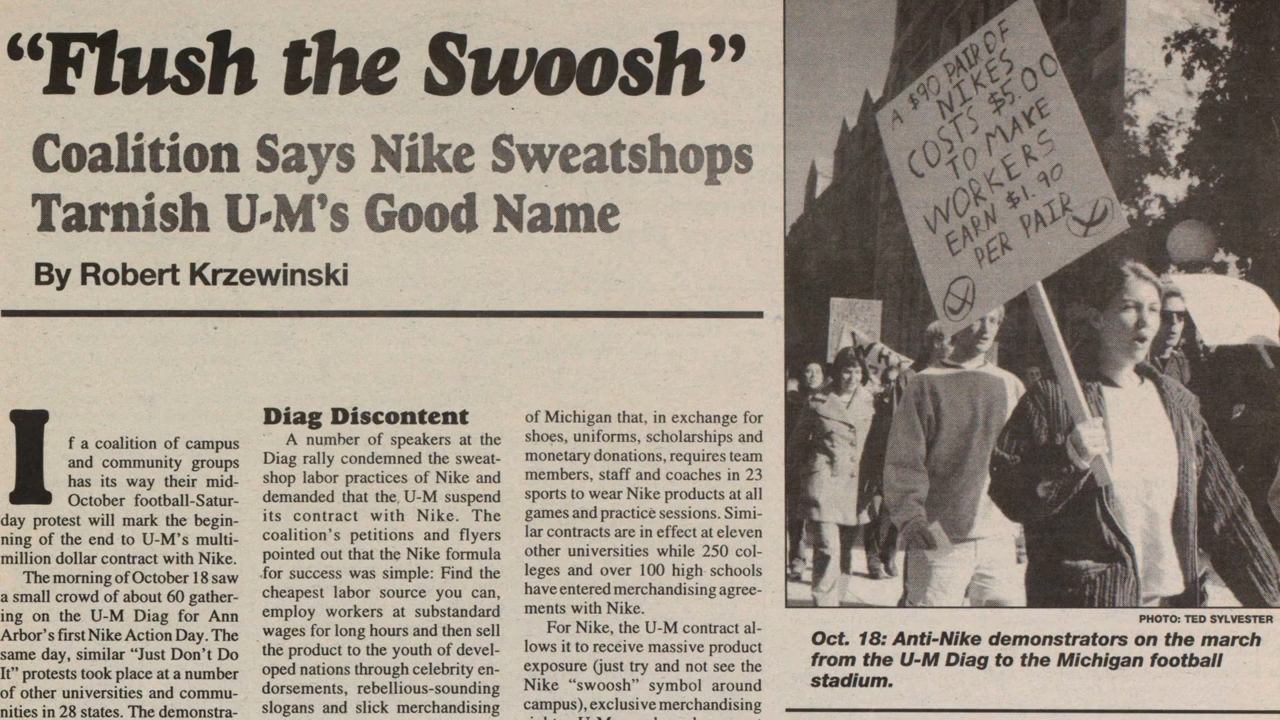 “Flush the Swoosh”
Coalition Says Nike Sweatshops
Tarnish U-M’s Good Name
By Robert Krzewinski
If a coalition of campus
and community groups
has its way their mid-
October football-Satur-
day protest will mark the begin-
ning of the end to U-M’s multi-
million dollar contract with Nike.
The morning of October 18 saw
a small crowd of about 60 gather-
ing on the U-M Diag for Ann
Arbor’s first Nike Action Day. The
same day, similar “Just Don’t Do
It” protests took place at a number
of other universities and commu-
nities in 28 states. The demonstra-
Diag Discontent
A number of speakers at the
Diag rally condemned the sweat-
shop labor practices of Nike and
demanded that the U-M suspend
its contract with Nike. The
coalition’s petitions and flyers
pointed out that the Nike formula
for success was simple: Find the
cheapest labor source you can,
employ workers at substandard
wages for long hours and then sell
the product to the youth of devel-
oped nations through celebrity en-
dorsements, rebellious-sounding
slogans and slick merchandising
of Michigan that, in exchange for
shoes, uniforms, scholarships and
monetary donations, requires team
members, staff and coaches in 23
sports to wear Nike products at all
games and practice sessions. Simi-
lar contracts are in effect at eleven
other universities while 250 col-
leges and over 100 high schools
have entered merchandising agree-
ments with Nike.
For Nike, the U-M contract al-
lows it to receive massive product
exposure (just try and not see the
Nike “swoosh” symbol around
campus), exclusive merchandising
A $90 PAIR OF
NIKES
COSTS $5.00
TO MAKE
WORKERS
EARN $1.90
PER PAIR
PHOTO: TED SYLVESTER
Oct. 18: Anti-Nike demonstrators on the march
from the U-M Diag to the Michigan football
stadium.